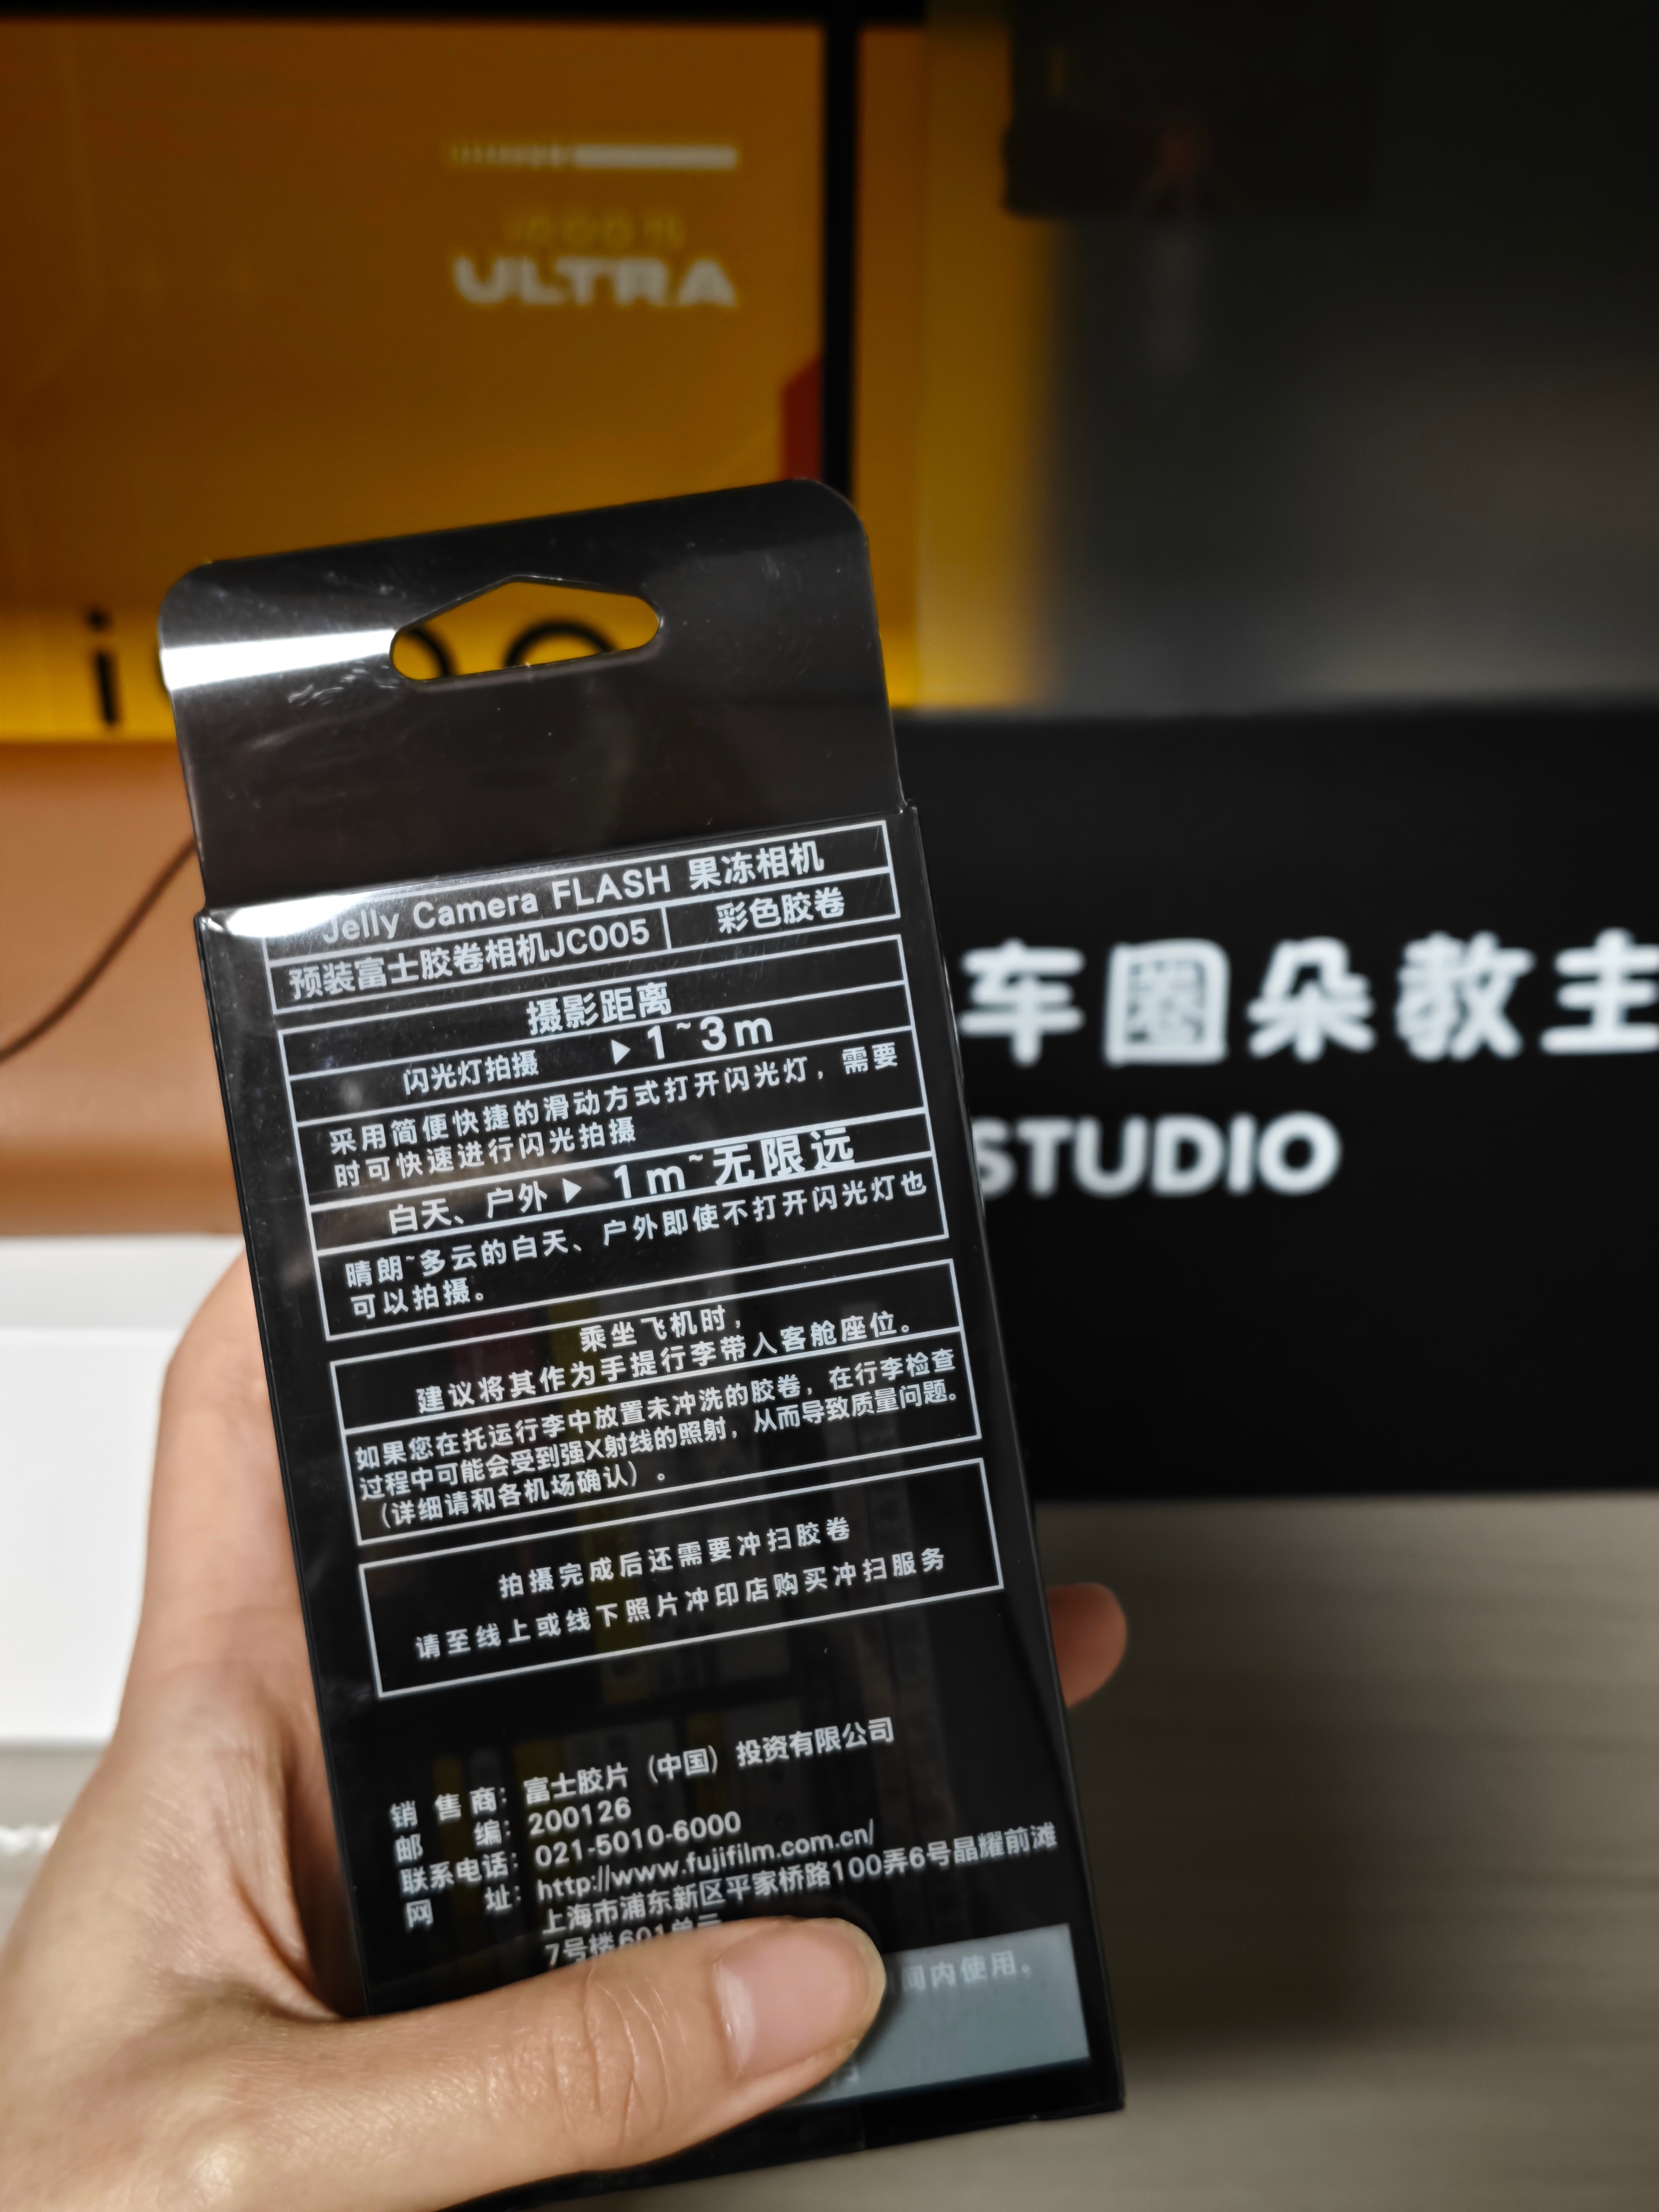 ULTRA
Jelly Camera FLASH 果冻相机
预装富士胶卷相机JC005
彩色胶卷
摄影距离
闪光灯拍摄 ▶ 1~3m
采用简便快捷的滑动方式打开闪光灯，需要
时可快速进行闪光拍摄
白天、户外 ▶ 1m~无限远
晴朗~多云的白天、户外即使不打开闪光灯也
可以拍摄。
乘坐飞机时，
建议将其作为手提行李带入客舱座位。
如果您在托运行李中放置未冲洗的胶卷，在行李检查
过程中可能会受到强X射线的照射，从而导致质量问题。
（详细请和各机场确认）。
拍摄完成后还需要冲扫胶卷
请至线上或线下照片冲印店购买冲扫服务
销售商：富士胶片（中国）投资有限公司
邮编：200126
联系电话：021-5010-6000
网址：http://www.fujifilm.com.cn/
上海市浦东新区平家桥路100弄6号晶耀前滩
7号楼601单元
间内使用。
车圈朵教主
STUDIO